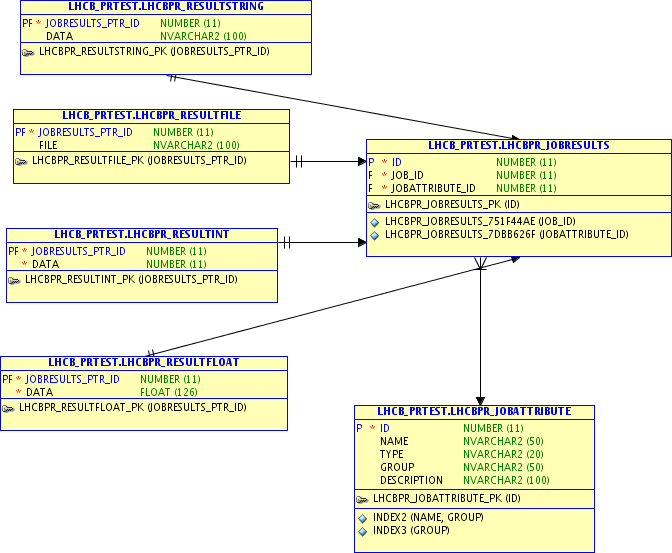 LHCB_PRTEST.LHCBPR_RESULTSTRING
PF * JOBRESULTS_PTR_ID NUMBER (11)
DATA NVARCHAR2 (100)
LHCBPR_RESULTSTRING_PK (JOBRESULTS_PTR_ID)
LHCB_PRTEST.LHCBPR_RESULTFILE
PF * JOBRESULTS_PTR_ID NUMBER (11)
FILE NVARCHAR2 (100)
LHCBPR_RESULTFILE_PK (JOBRESULTS_PTR_ID)
LHCB_PRTEST.LHCBPR_JOBRESULTS
P * ID NUMBER (11)
F * JOB_ID NUMBER (11)
F * JOBATTRIBUTE_ID NUMBER (11)
LHCBPR_JOBRESULTS_PK (ID)
LHCBPR_JOBRESULTS_751F44AE (JOB_ID)
LHCBPR_JOBRESULTS_7DBB626F (JOBATTRIBUTE_ID)
LHCB_PRTEST.LHCBPR_RESULTINT
PF * JOBRESULTS_PTR_ID NUMBER (11)
* DATA NUMBER (11)
LHCBPR_RESULTINT_PK (JOBRESULTS_PTR_ID)
LHCB_PRTEST.LHCBPR_RESULTFLOAT
PF * JOBRESULTS_PTR_ID NUMBER (11)
* DATA FLOAT (126)
LHCBPR_RESULTFLOAT_PK (JOBRESULTS_PTR_ID)
LHCB_PRTEST.LHCBPR_JOBATTRIBUTE
P * ID NUMBER (11)
NAME NVARCHAR2 (50)
TYPE NVARCHAR2 (20)
GROUP NVARCHAR2 (50)
DESCRIPTION NVARCHAR2 (100)
LHCBPR_JOBATTRIBUTE_PK (ID)
INDEX2 (NAME, GROUP)
INDEX3 (GROUP)